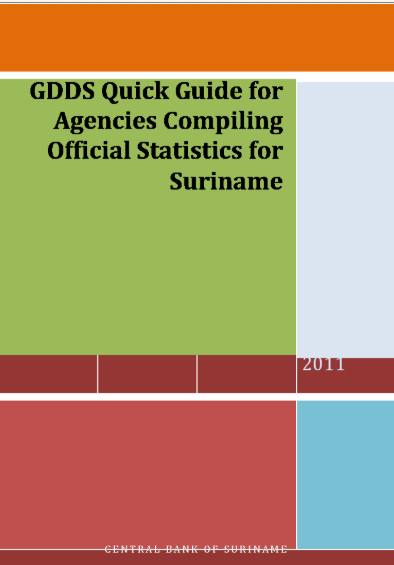 GDDS Quick Guide for
Agencies Compiling
Official Statistics for
Suriname
2011
CENTRAL BANK OF SURINAME